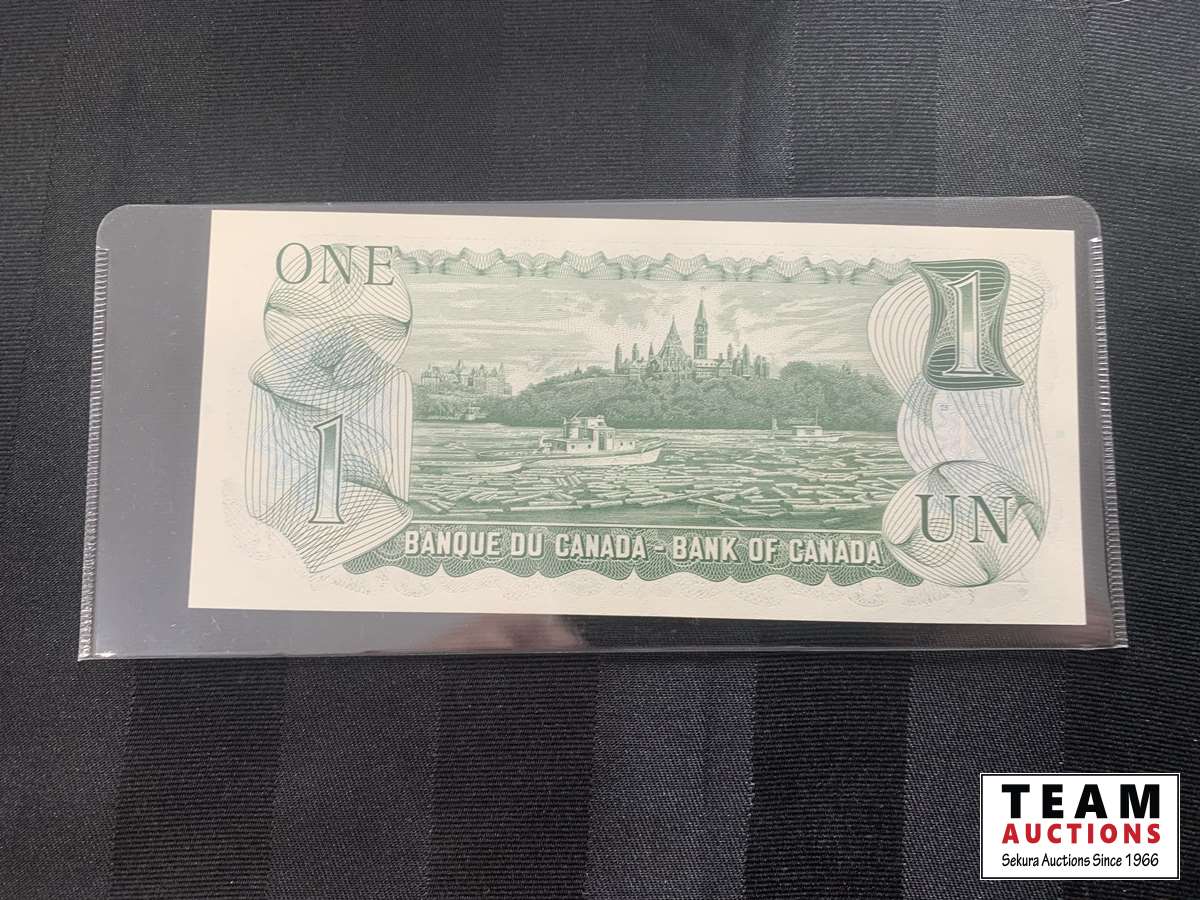 ONE
1
1
UN
BANQUE DU CANADA - BANK OF CANADA
TEAM
AUCTIONS
Sekura Auctions Since 1966